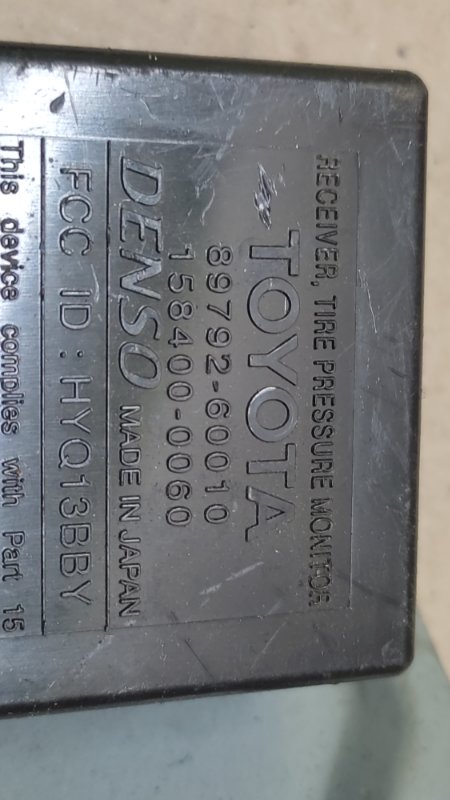 RECEIVER, TIRE PRESSURE MONITOR
TOYOTA
89792-60010
158400-0060
DENSO MADE IN JAPAN
FCC ID : HYQ13BBY
This device complies with Part 15